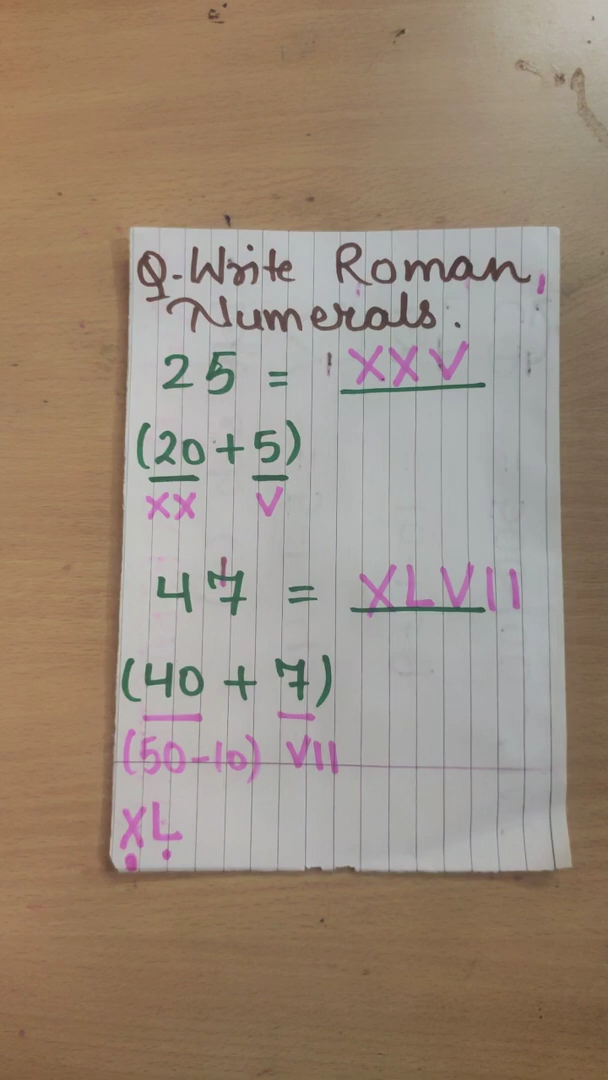 Q.Write Roman
Numerals.
25 = XXV
(20+5)
XX V
47 = XLVII
(40 + 7)
(50-10) VII
XL